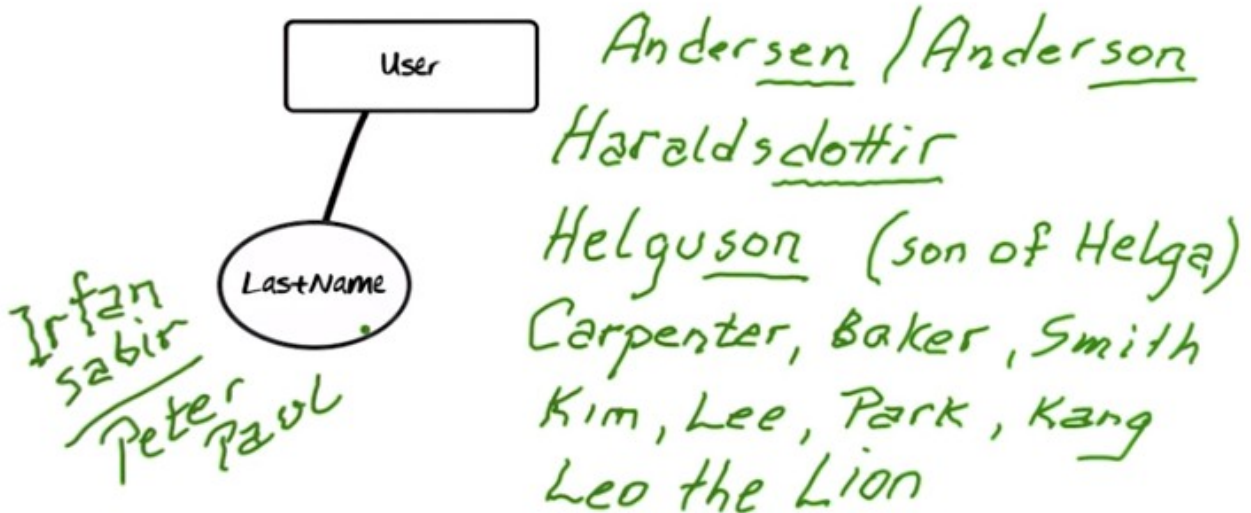 User
LastName
Irfan
sabir
Peter
Paul
Andersen / Anderson
Haraldsdottir
Helguson (son of Helga)
Carpenter, Baker, Smith
Kim, Lee, Park, Kang
Leo the Lion